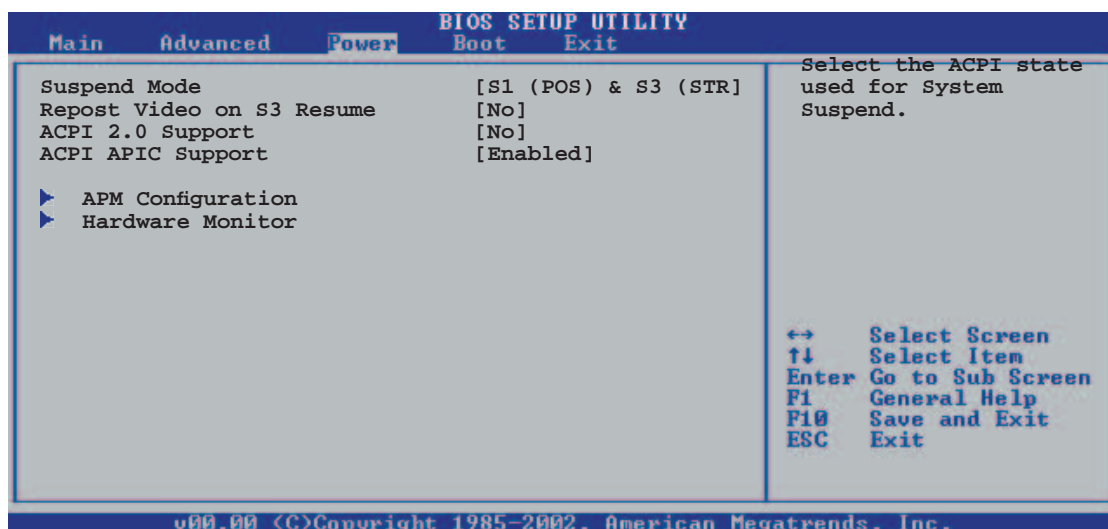 BIOS SETUP UTILITY
Main Advanced Power Boot Exit
Suspend Mode [S1 (POS) & S3 (STR]
Repost Video on S3 Resume [No]
ACPI 2.0 Support [No]
ACPI APIC Support [Enabled]
APM Configuration
Hardware Monitor
Select the ACPI state
used for System
Suspend.
←→ Select Screen
↑↓ Select Item
Enter Go to Sub Screen
F1 General Help
F10 Save and Exit
ESC Exit
v00.00 (C)Copyright 1985-2002, American Megatrends, Inc.